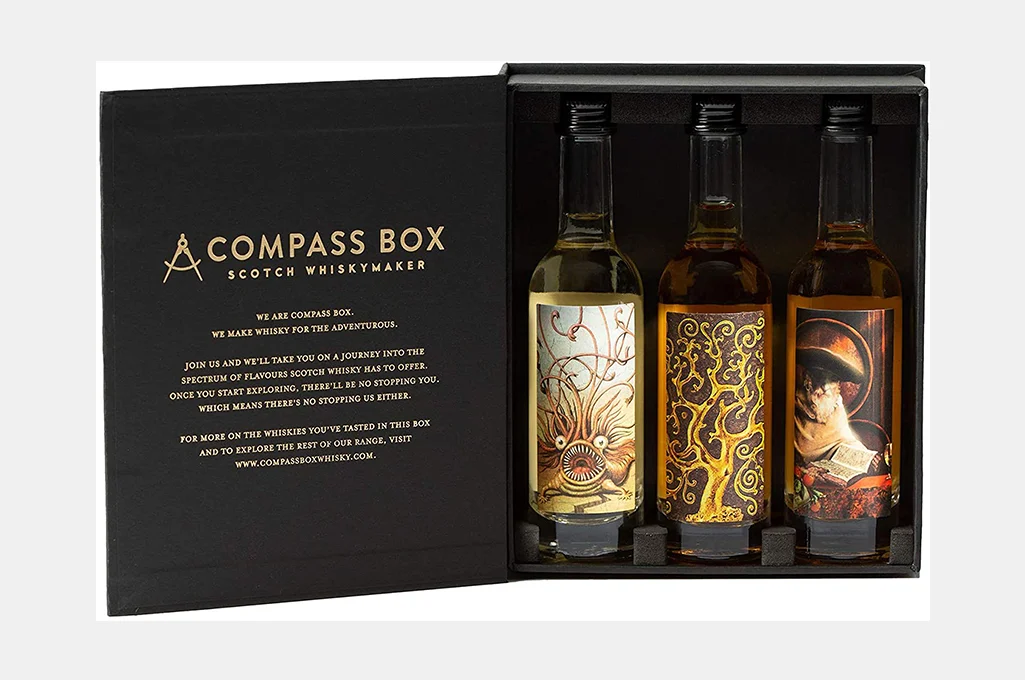 COMPASS BOX
SCOTCH WHISKYMAKER
WE ARE COMPASS BOX.
WE MAKE WHISKY FOR THE ADVENTUROUS.
JOIN US AND WE'LL TAKE YOU ON A JOURNEY INTO THE
SPECTRUM OF FLAVOURS SCOTCH WHISKY HAS TO OFFER.
ONCE YOU START EXPLORING, THERE'LL BE NO STOPPING YOU.
WHICH MEANS THERE'S NO STOPPING US EITHER.
FOR MORE ON THE WHISKIES YOU'VE TASTED IN THIS BOX
AND TO EXPLORE THE REST OF OUR RANGE, VISIT
WWW.COMPASSBOXWHISKY.COM.